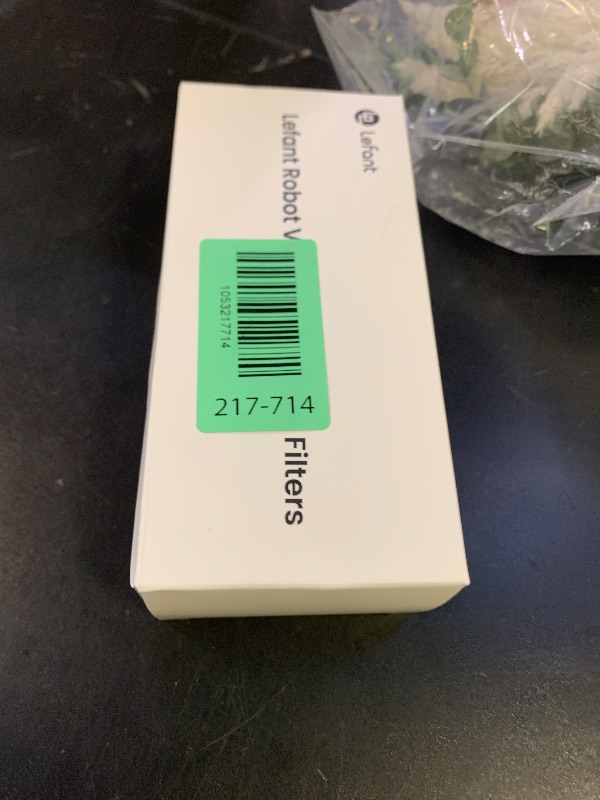 Lefant
Lefant Robot V
Filters
1053217714
217-714